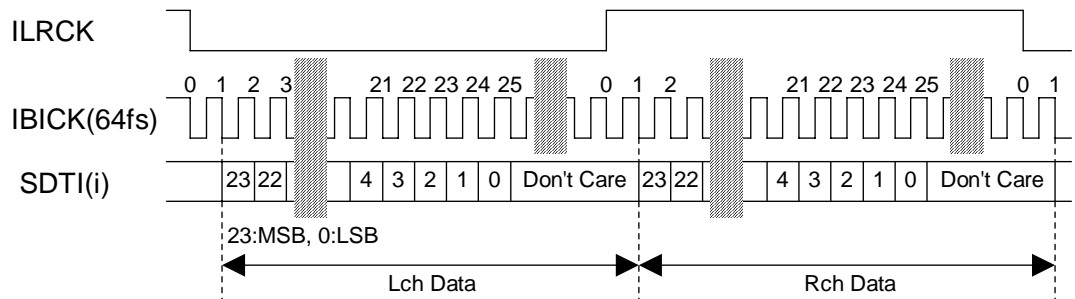 ILRCK
0 1 2 3 21 22 23 24 25 0 1 2 21 22 23 24 25 0 1
IBICK(64fs)
SDTI(i) 23 22 4 3 2 1 0 Don't Care 23 22 4 3 2 1 0 Don't Care
23:MSB, 0:LSB
Lch Data Rch Data